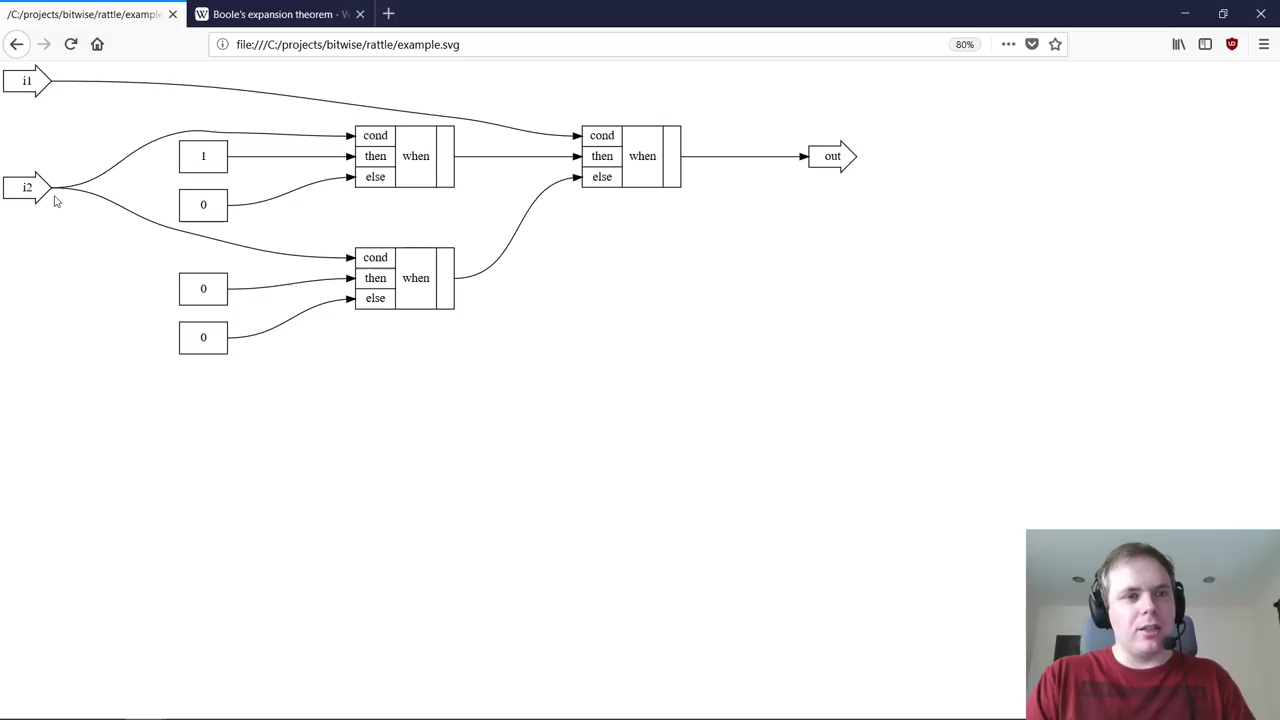 /C:/projects/bitwise/rattle/example
Boole's expansion theorem - W
file:///C:/projects/bitwise/rattle/example.svg
80%
i1
i2
1
0
0
0
cond
then
else
when
cond
then
else
when
cond
then
else
when
out